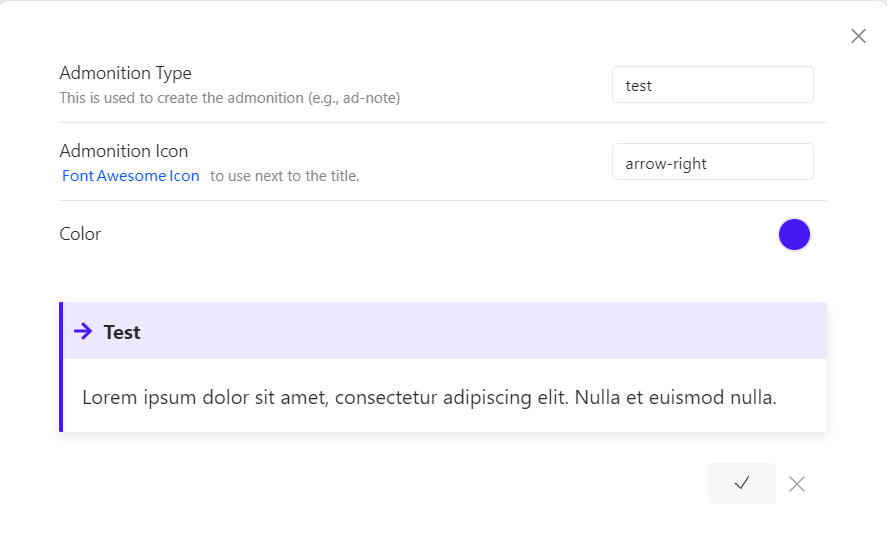 Admonition Type
This is used to create the admonition (e.g., ad-note)
test
Admonition Icon
Font Awesome Icon to use next to the title.
arrow-right
Color
Test
Lorem ipsum dolor sit amet, consectetur adipiscing elit. Nulla et euismod nulla.